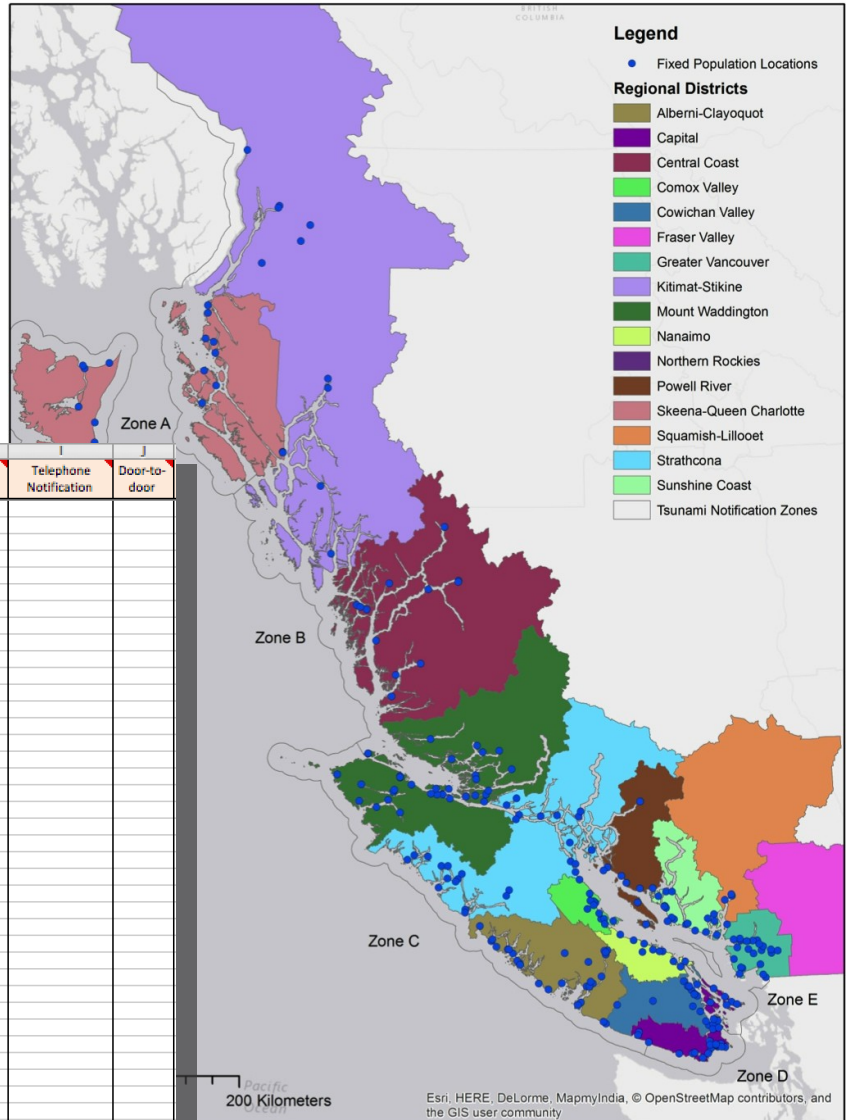 BRITISH
COLUMBIA
Legend
Fixed Population Locations
Regional Districts
Alberni-Clayoquot
Capital
Central Coast
Comox Valley
Cowichan Valley
Fraser Valley
Greater Vancouver
Kitimat-Stikine
Mount Waddington
Nanaimo
Northern Rockies
Powell River
Skeena-Queen Charlotte
Squamish-Lillooet
Strathcona
Sunshine Coast
Tsunami Notification Zones
Zone A
I
J
Telephone
Notification
Door-to-
door
Zone B
Zone C
Zone E
Zone D
Pacific
Ocean
200 Kilometers
Esri, HERE, DeLorme, MapmyIndia, © OpenStreetMap contributors, and
the GIS user community